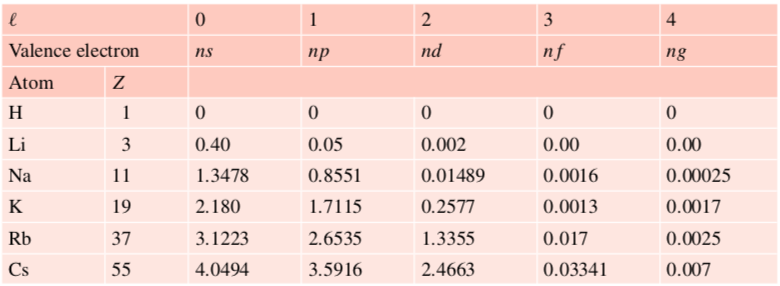 ℓ 0 1 2 3 4
Valence electron ns np nd nf ng
Atom Z
H 1 0 0 0 0 0
Li 3 0.40 0.05 0.002 0.00 0.00
Na 11 1.3478 0.8551 0.01489 0.0016 0.00025
K 19 2.180 1.7115 0.2577 0.0013 0.0017
Rb 37 3.1223 2.6535 1.3355 0.017 0.0025
Cs 55 4.0494 3.5916 2.4663 0.03341 0.007